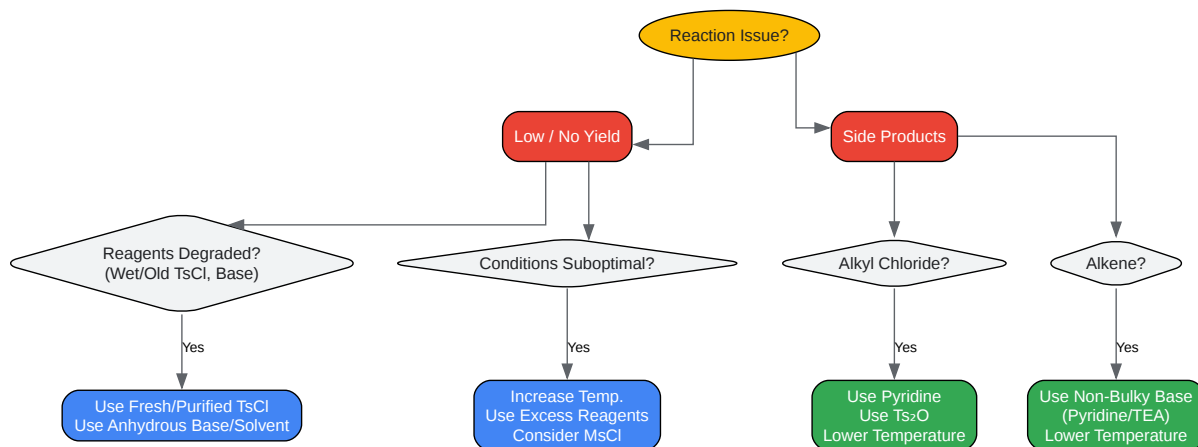 Reaction Issue?
Low / No Yield
Side Products
Reagents Degraded?
(Wet/Old TsCl, Base)
Conditions Suboptimal?
Alkyl Chloride?
Alkene?
Yes
Yes
Yes
Yes
Use Fresh/Purified TsCl
Use Anhydrous Base/Solvent
Increase Temp.
Use Excess Reagents
Consider MsCl
Use Pyridine
Use Ts₂O
Lower Temperature
Use Non-Bulky Base
(Pyridine/TEA)
Lower Temperature